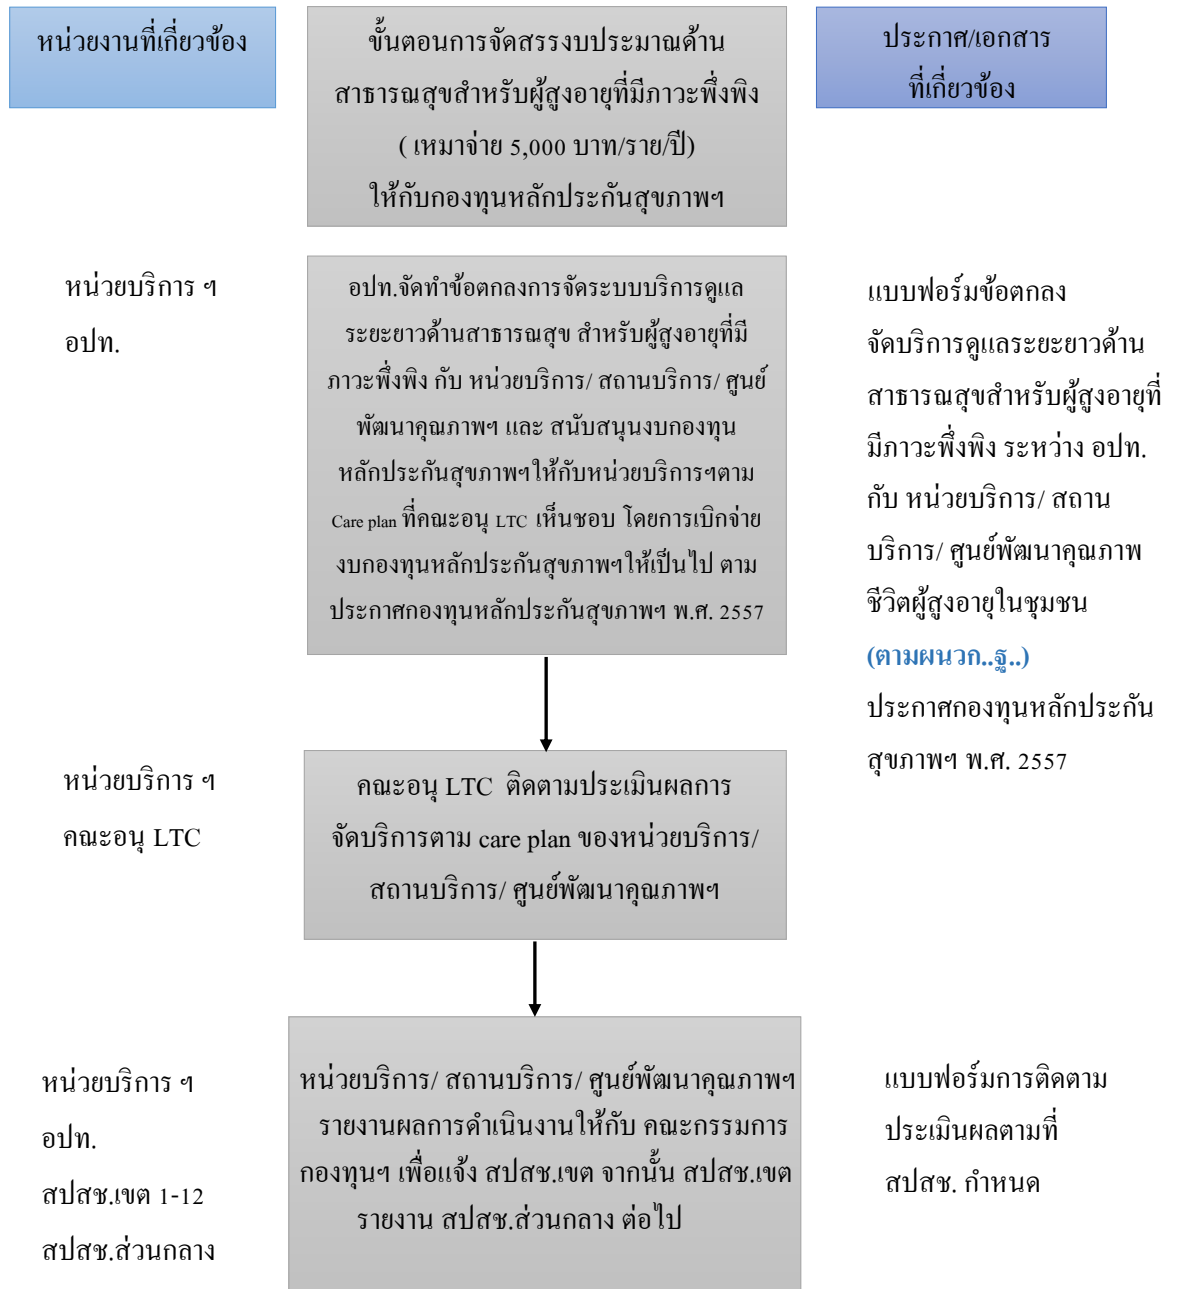 หน่วยงานที่เกี่ยวข้อง
ขั้นตอนการจัดสรรงบประมาณด้าน
สาธารณสุขสำหรับผู้สูงอายุที่มีภาวะพึ่งพิง
( เหมาจ่าย 5,000 บาท/ราย/ปี)
ให้กับกองทุนหลักประกันสุขภาพฯ
ประกาศ/เอกสาร
ที่เกี่ยวข้อง
หน่วยบริการ ฯ
อปท.
อปท.จัดทำข้อตกลงการจัดระบบบริการดูแล
ระยะยาวด้านสาธารณสุข สำหรับผู้สูงอายุที่มี
ภาวะพึ่งพิง กับ หน่วยบริการ/ สถานบริการ/ ศูนย์
พัฒนาคุณภาพฯ และ สนับสนุนงบกองทุน
หลักประกันสุขภาพฯให้กับหน่วยบริการฯตาม
Care plan ที่คณะอนุ LTC เห็นชอบ โดยการเบิกจ่าย
งบกองทุนหลักประกันสุขภาพฯให้เป็นไป ตาม
ประกาศกองทุนหลักประกันสุขภาพฯ พ.ศ. 2557
แบบฟอร์มข้อตกลง
จัดบริการดูแลระยะยาวด้าน
สาธารณสุขสำหรับผู้สูงอายุที่
มีภาวะพึ่งพิง ระหว่าง อปท.
กับ หน่วยบริการ/ สถาน
บริการ/ ศูนย์พัฒนาคุณภาพ
ชีวิตผู้สูงอายุในชุมชน
(ตามผนวก..ฐ..)
ประกาศกองทุนหลักประกัน
สุขภาพฯ พ.ศ. 2557
หน่วยบริการ ฯ
คณะอนุ LTC
คณะอนุ LTC ติดตามประเมินผลการ
จัดบริการตาม care plan ของหน่วยบริการ/
สถานบริการ/ ศูนย์พัฒนาคุณภาพฯ
หน่วยบริการ ฯ
อปท.
สปสช.เขต 1-12
สปสช.ส่วนกลาง
หน่วยบริการ/ สถานบริการ/ ศูนย์พัฒนาคุณภาพฯ
รายงานผลการดำเนินงานให้กับ คณะกรรมการ
กองทุนฯ เพื่อแจ้ง สปสช.เขต จากนั้น สปสช.เขต
รายงาน สปสช.ส่วนกลาง ต่อไป
แบบฟอร์มการติดตาม
ประเมินผลตามที่
สปสช. กำหนด